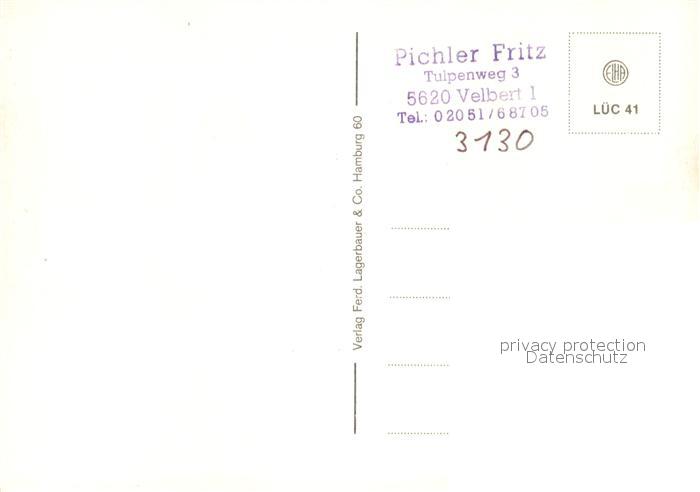 Pichler Fritz
Tulpenweg 3
5620 Velbert 1
Tel.: 02051/68705
3130
LÜC 41
Verlag Ferd. Lagerbauer & Co. Hamburg 60
privacy protection
Datenschutz